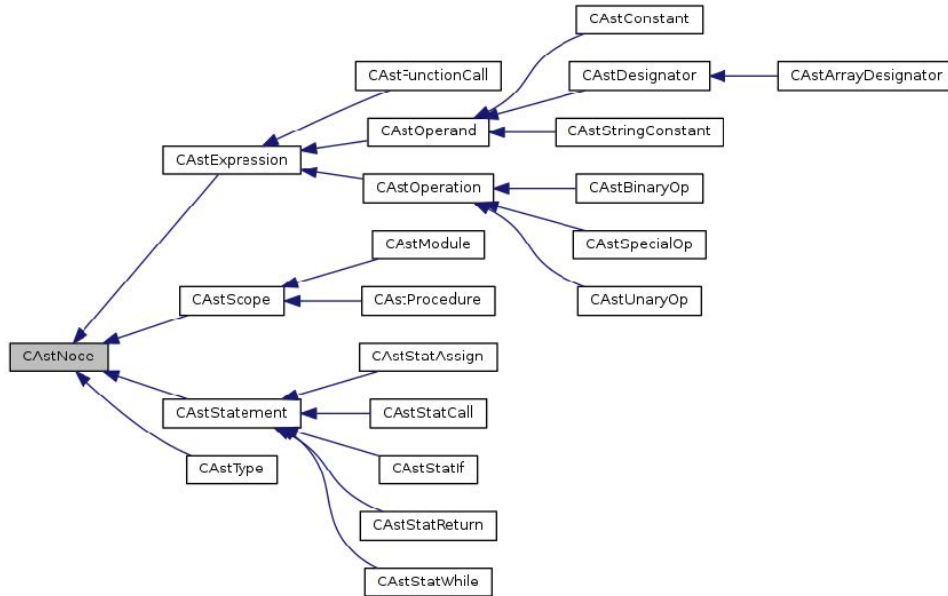 CAstConstant
CAstFunctionCall
CAstDesignator
CAstArrayDesignator
CAstOperand
CAstStringConstant
CAstExpression
CAstOperation
CAstBinaryOp
CAstSpecialOp
CAstModule
CAstUnaryOp
CAstScope
CAstProcedure
CAstNode
CAstStatAssign
CAstStatement
CAstStatCall
CAstType
CAstStatIf
CAstStatReturn
CAstStatWhile